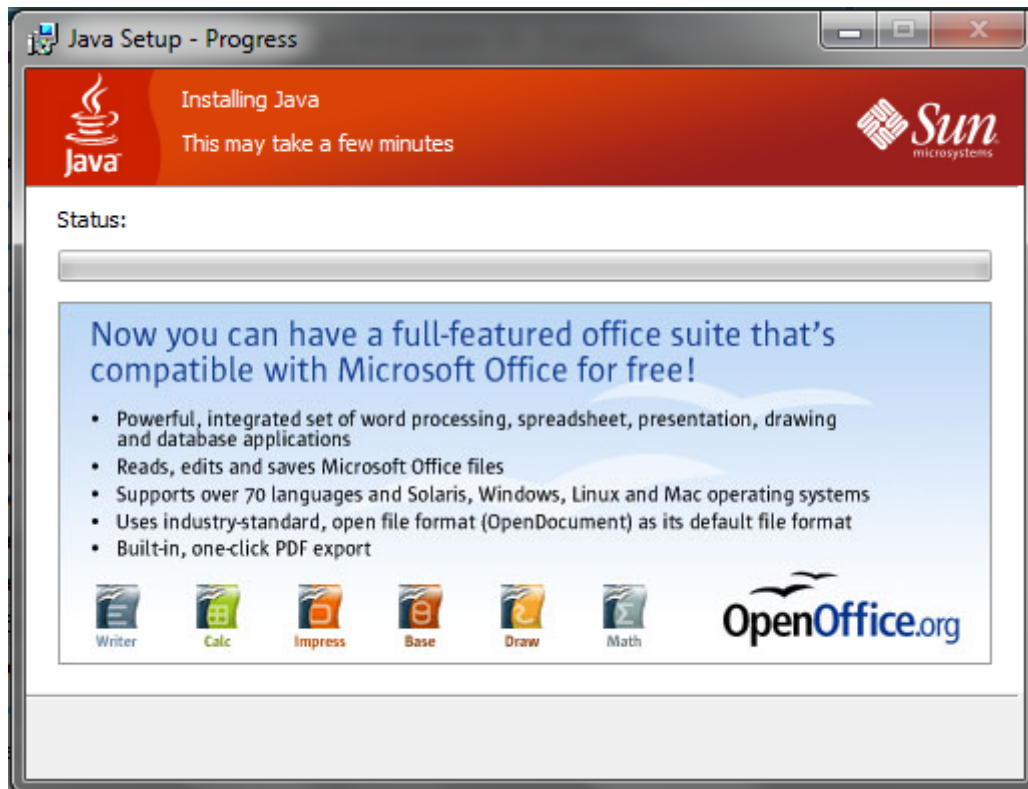 Java Setup - Progress
Installing Java
This may take a few minutes
Java
Sun
microsystems
Status:
Now you can have a full-featured office suite that's
compatible with Microsoft Office for free!
• Powerful, integrated set of word processing, spreadsheet, presentation, drawing
and database applications
• Reads, edits and saves Microsoft Office files
• Supports over 70 languages and Solaris, Windows, Linux and Mac operating systems
• Uses industry-standard, open file format (OpenDocument) as its default file format
• Built-in, one-click PDF export
Writer Calc Impress Base Draw Math
OpenOffice.org